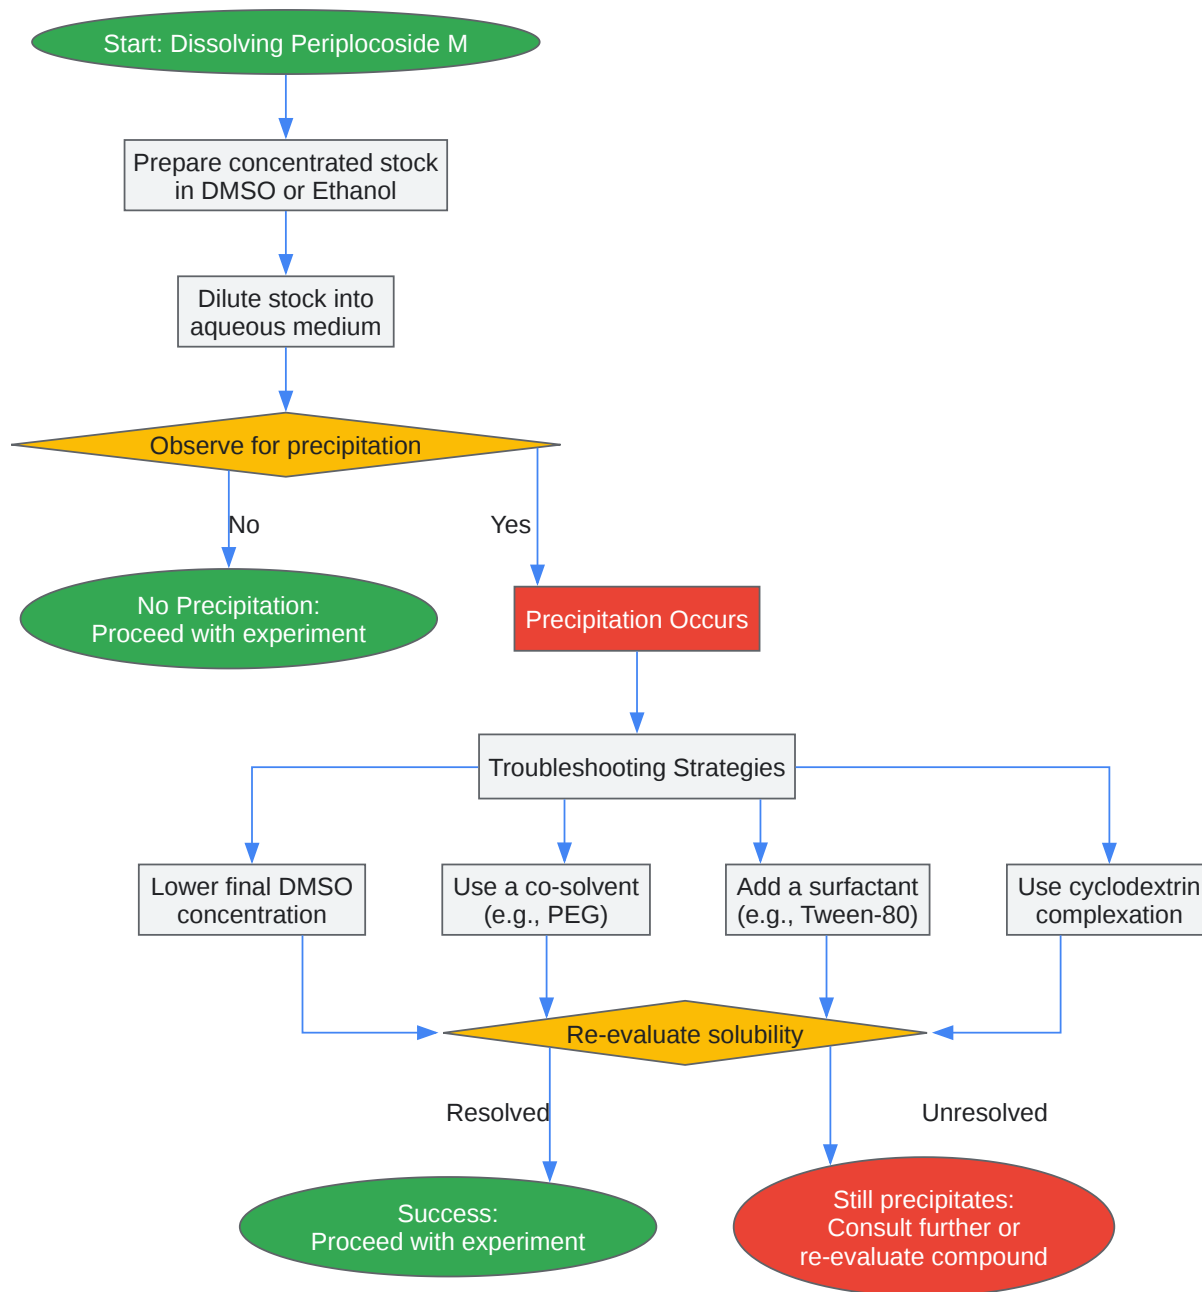 Start: Dissolving Periplocoside M
Prepare concentrated stock
in DMSO or Ethanol
Dilute stock into
aqueous medium
Observe for precipitation
No
Yes
No Precipitation:
Proceed with experiment
Precipitation Occurs
Troubleshooting Strategies
Lower final DMSO
concentration
Use a co-solvent
(e.g., PEG)
Add a surfactant
(e.g., Tween-80)
Use cyclodextrin
complexation
Re-evaluate solubility
Resolved
Unresolved
Success:
Proceed with experiment
Still precipitates:
Consult further or
re-evaluate compound